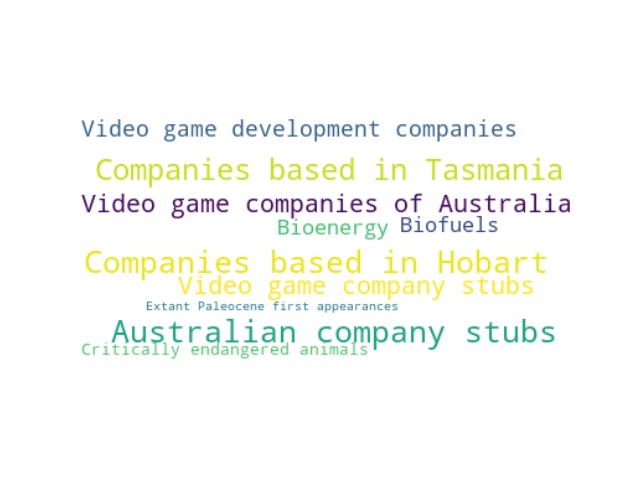 Video game development companies
Companies based in Tasmania
Video game companies of Australia
Bioenergy Biofuels
Companies based in Hobart
Video game company stubs
Extant Paleocene first appearances
Australian company stubs
Critically endangered animals